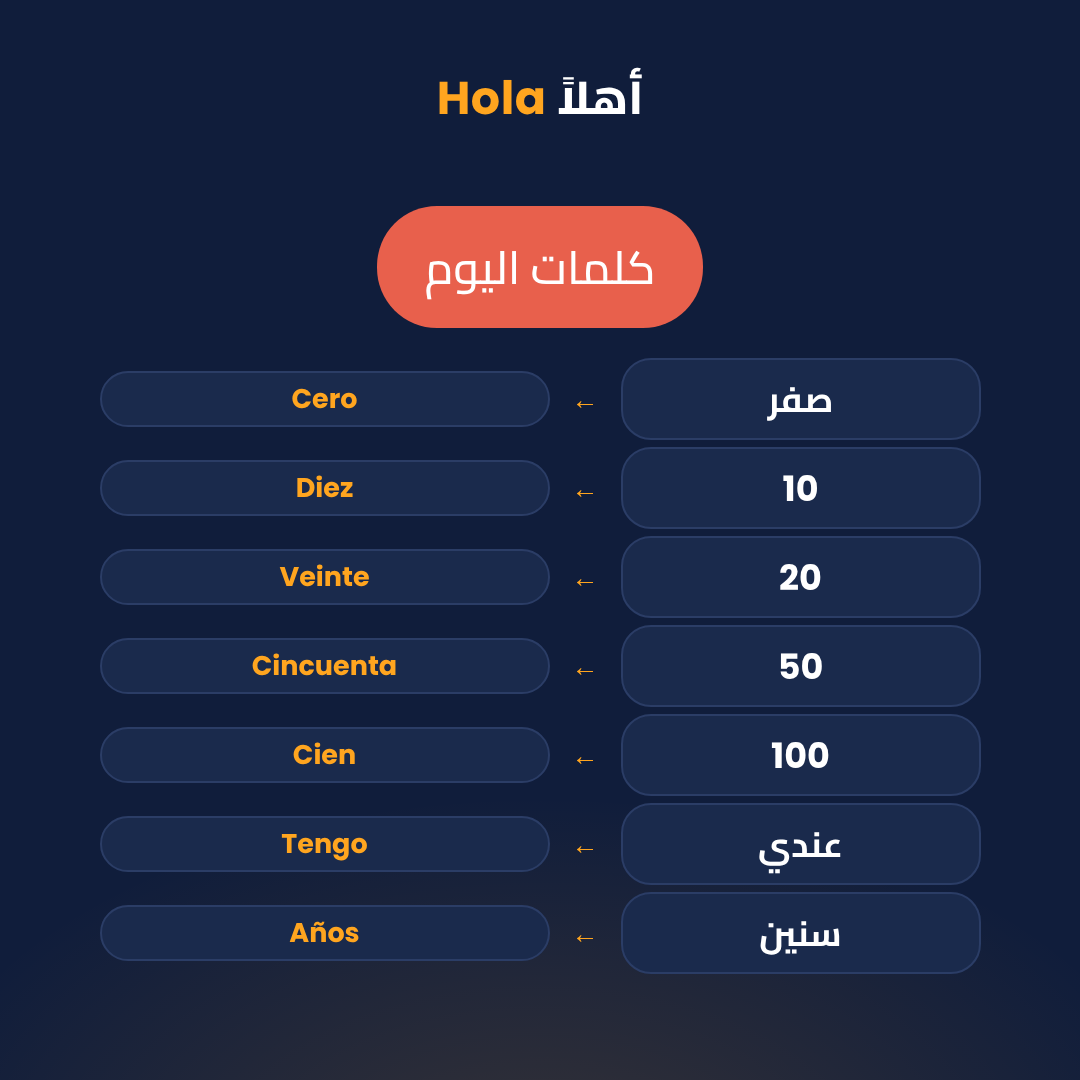 أهلاً Hola
كلمات اليوم
صفر ← Cero
10 ← Diez
20 ← Veinte
50 ← Cincuenta
100 ← Cien
عندي ← Tengo
سنين ← Años